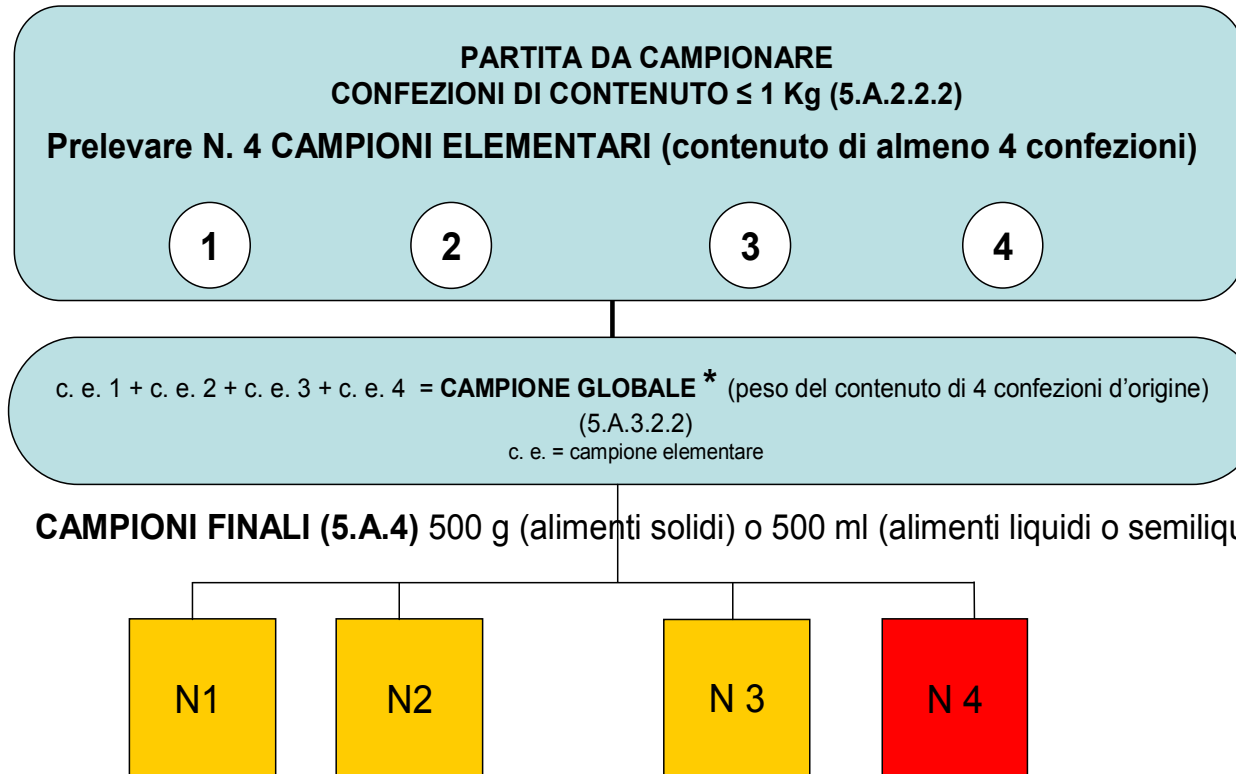 PARTITA DA CAMPIONARE
CONFEZIONI DI CONTENUTO ≤ 1 Kg (5.A.2.2.2)
Prelevare N. 4 CAMPIONI ELEMENTARI (contenuto di almeno 4 confezioni)
1 2 3 4
c. e. 1 + c. e. 2 + c. e. 3 + c. e. 4 = CAMPIONE GLOBALE * (peso del contenuto di 4 confezioni d’origine)
(5.A.3.2.2)
c. e. = campione elementare
CAMPIONI FINALI (5.A.4) 500 g (alimenti solidi) o 500 ml (alimenti liquidi o semiliqu
N1 N2 N 3 N 4